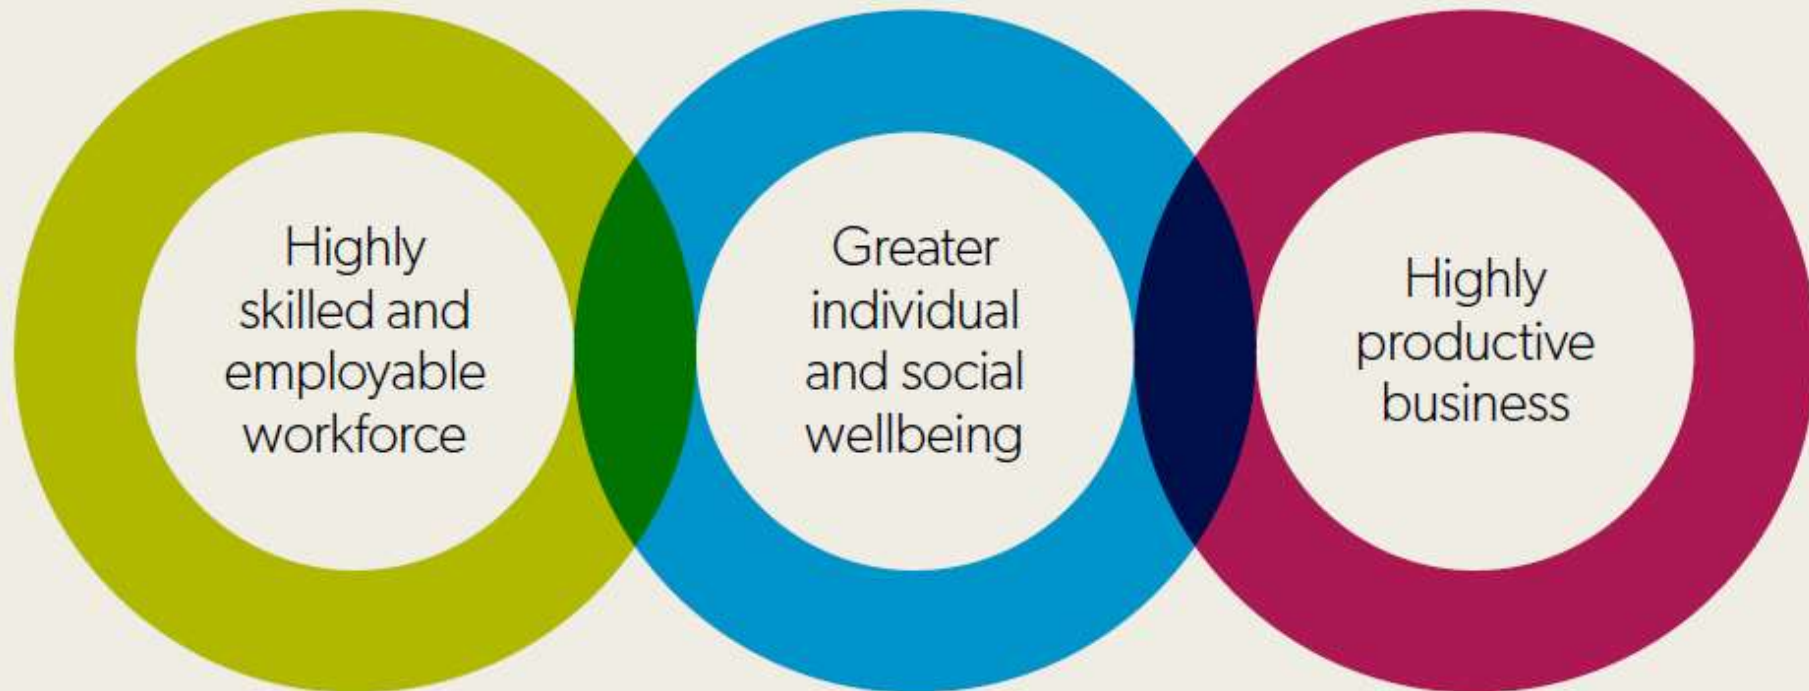 Highly
skilled and
employable
workforce
Greater
individual
and social
wellbeing
Highly
productive
business